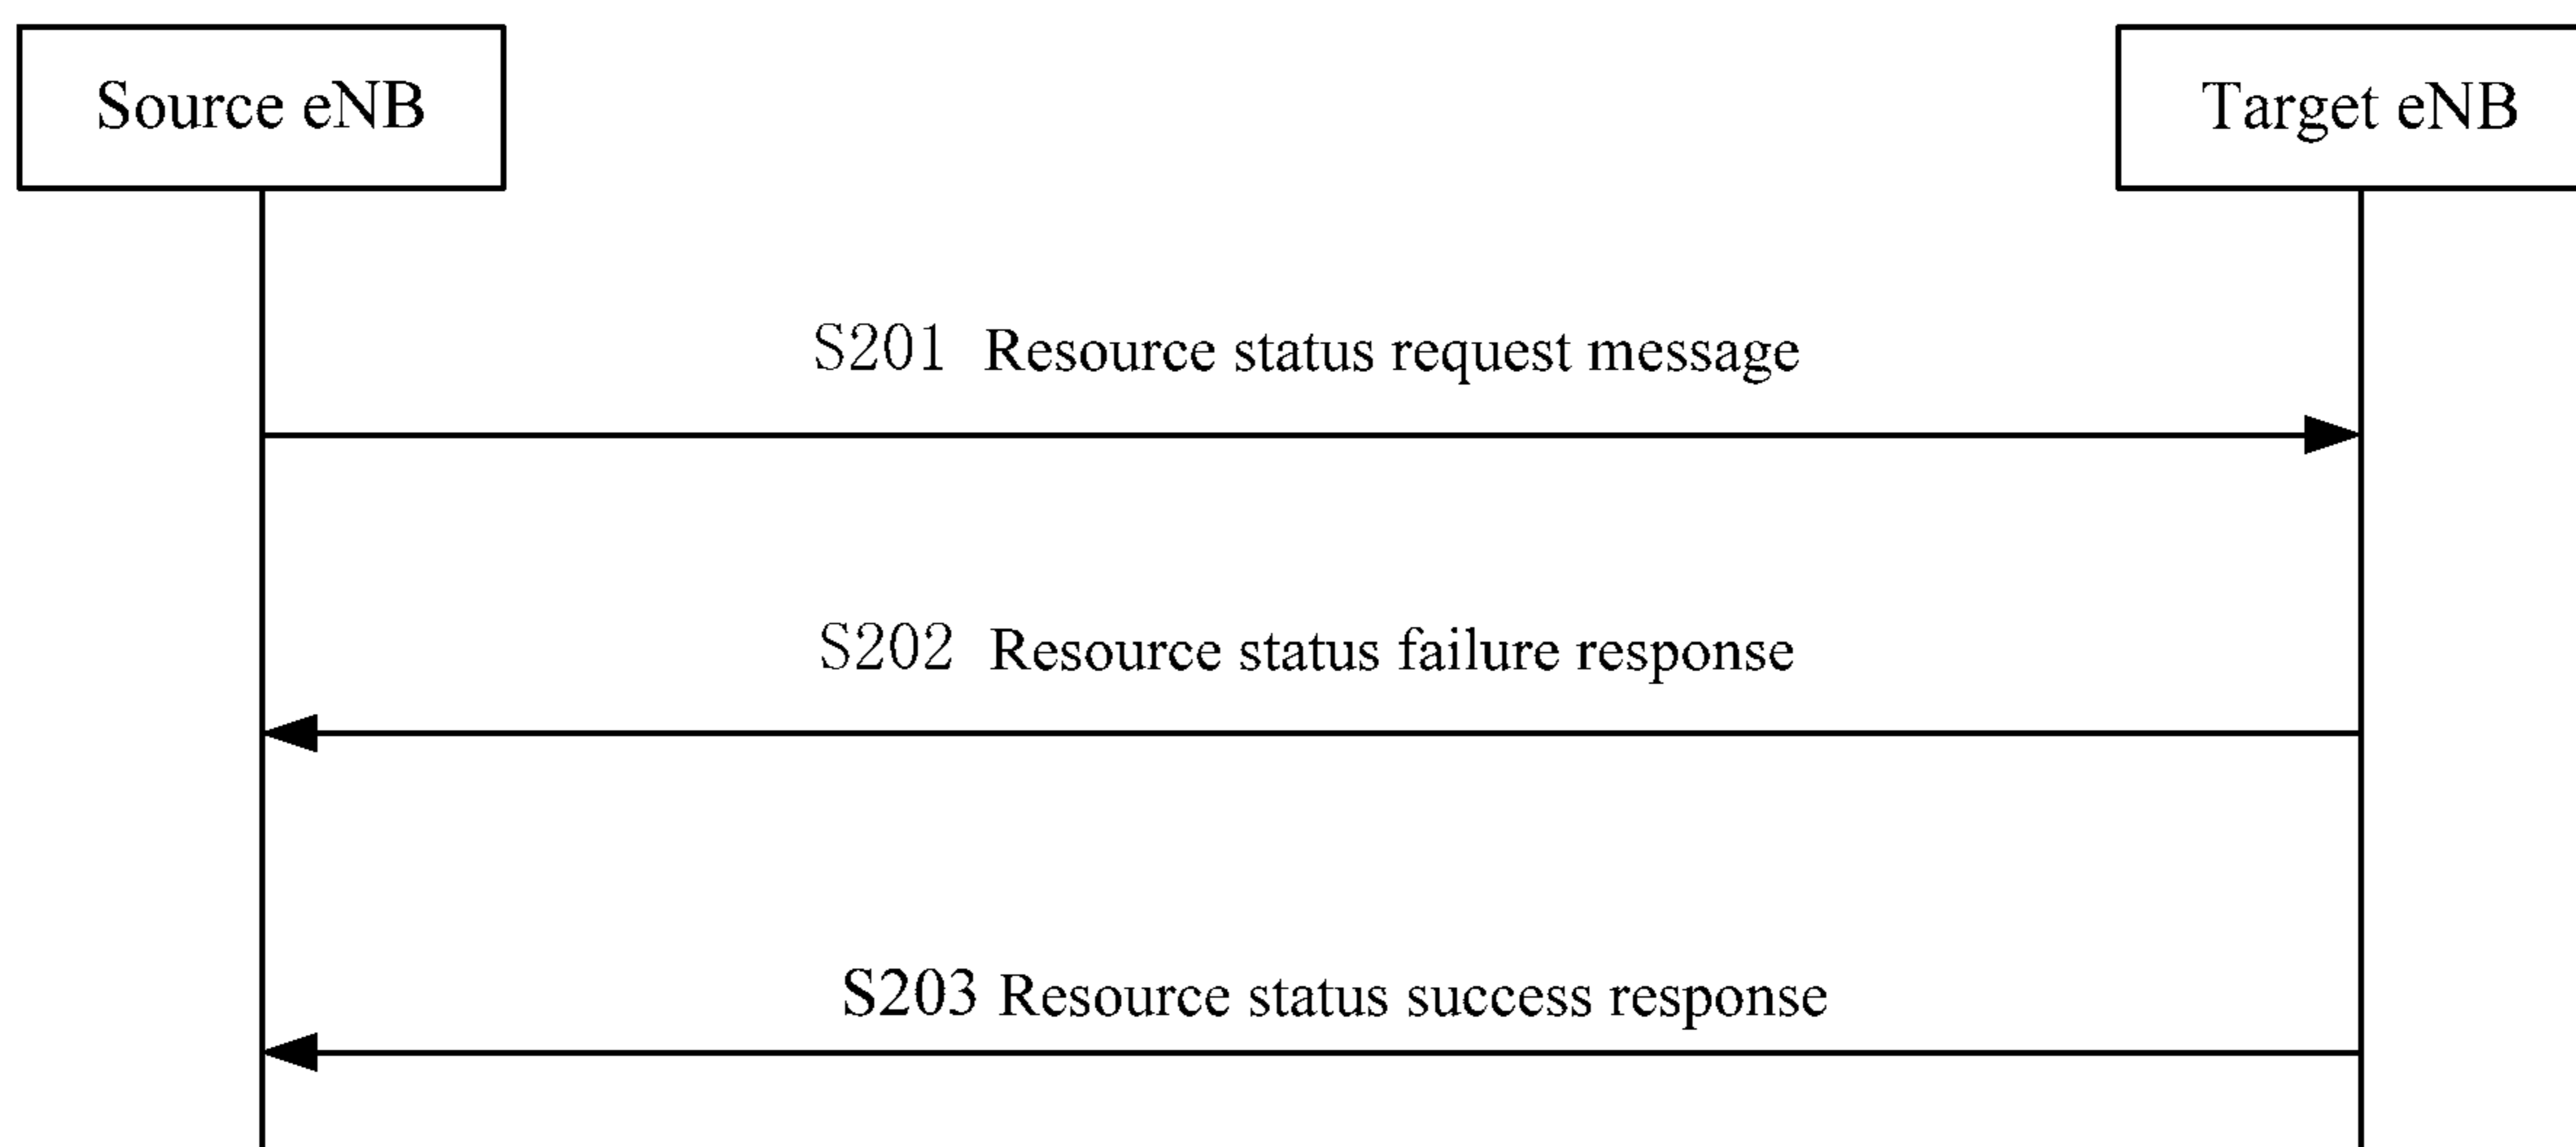 Source eNB
Target eNB
S201 Resource status request message
S202 Resource status failure response
S203 Resource status success response